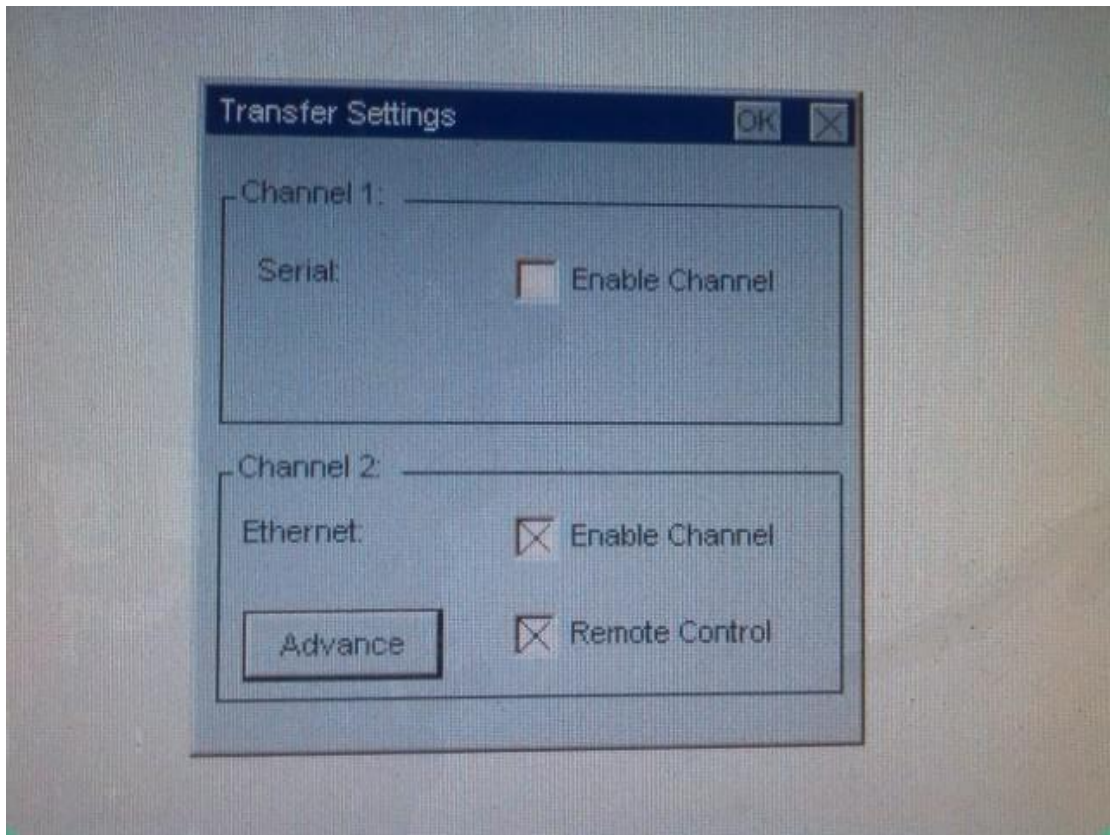 Transfer Settings OK
Channel 1:
Serial: Enable Channel
Channel 2:
Ethernet: Enable Channel
Advance Remote Control